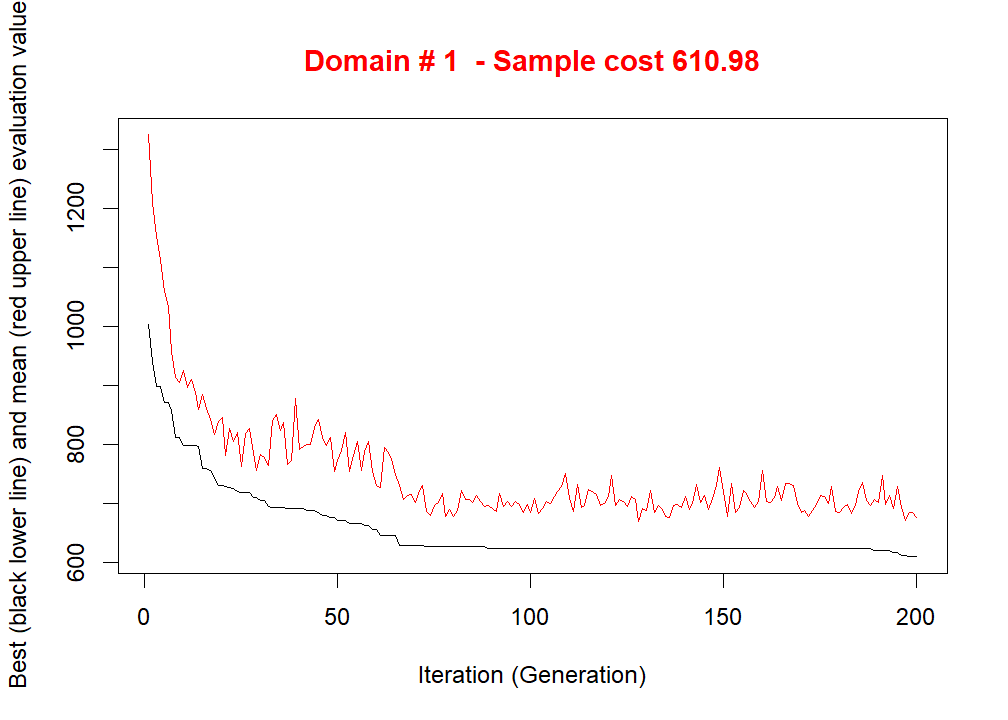 Domain # 1  - Sample cost 610.98
Best (black lower line) and mean (red upper line) evaluation value
1200
1000
800
600
0 50 100 150 200
Iteration (Generation)